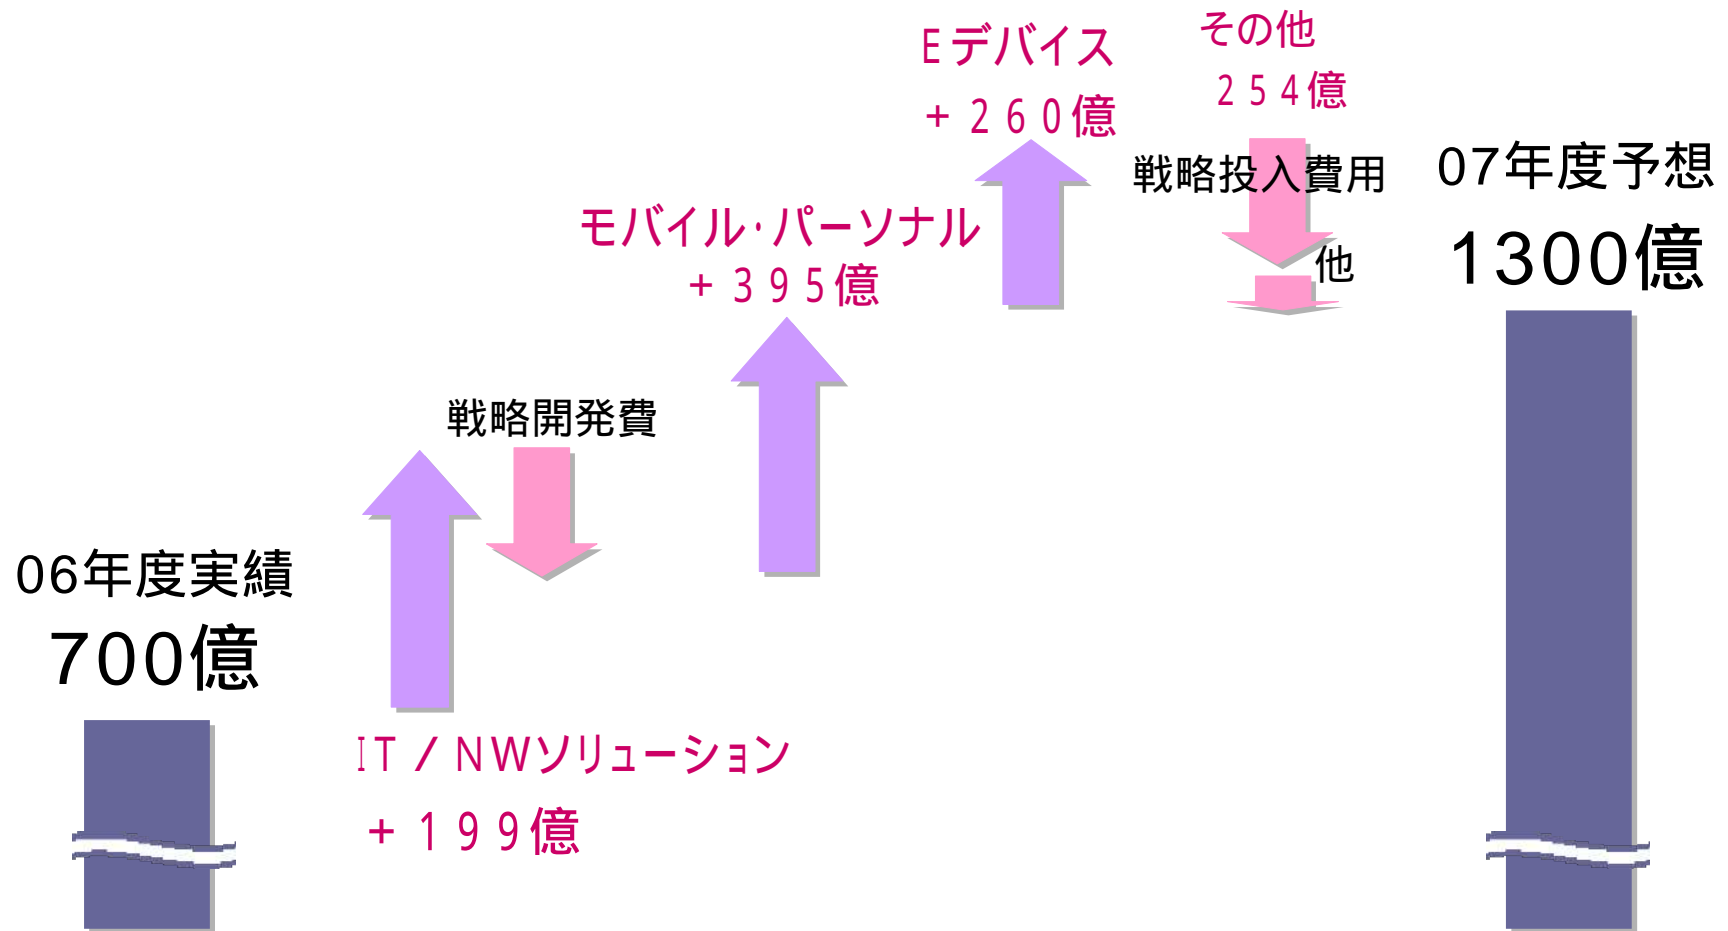 06年度実績
700億
IT／NWソリューション
+１９９億
戦略開発費
モバイル・パーソナル
+３９５億
Eデバイス
+２６０億
その他
２５４億
戦略投入費用
他
07年度予想
1300億